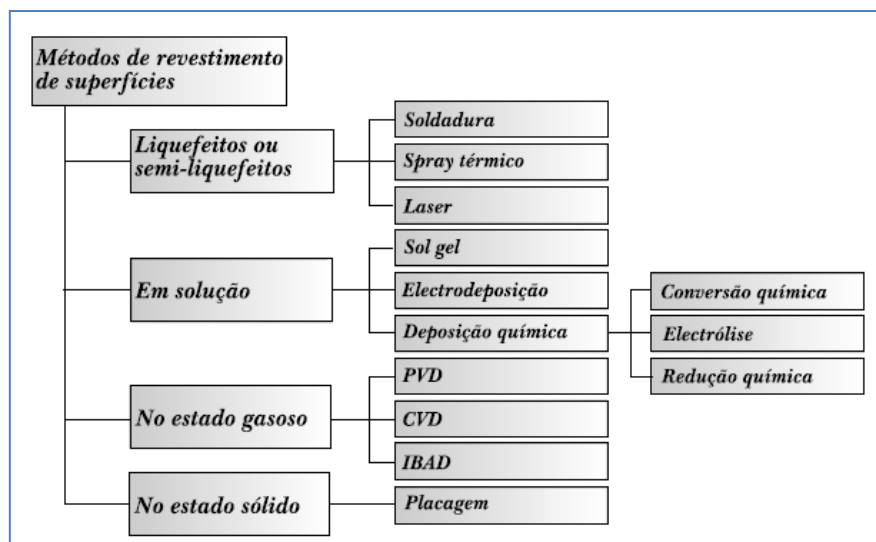 Métodos de revestimento
de superfícies
Liquefeitos ou
semi-liquefeitos
Soldadura
Spray térmico
Laser
Em solução
Sol gel
Electrodeposição
Deposição química
Conversão química
Electrólise
Redução química
No estado gasoso
PVD
CVD
IBAD
No estado sólido
Placagem